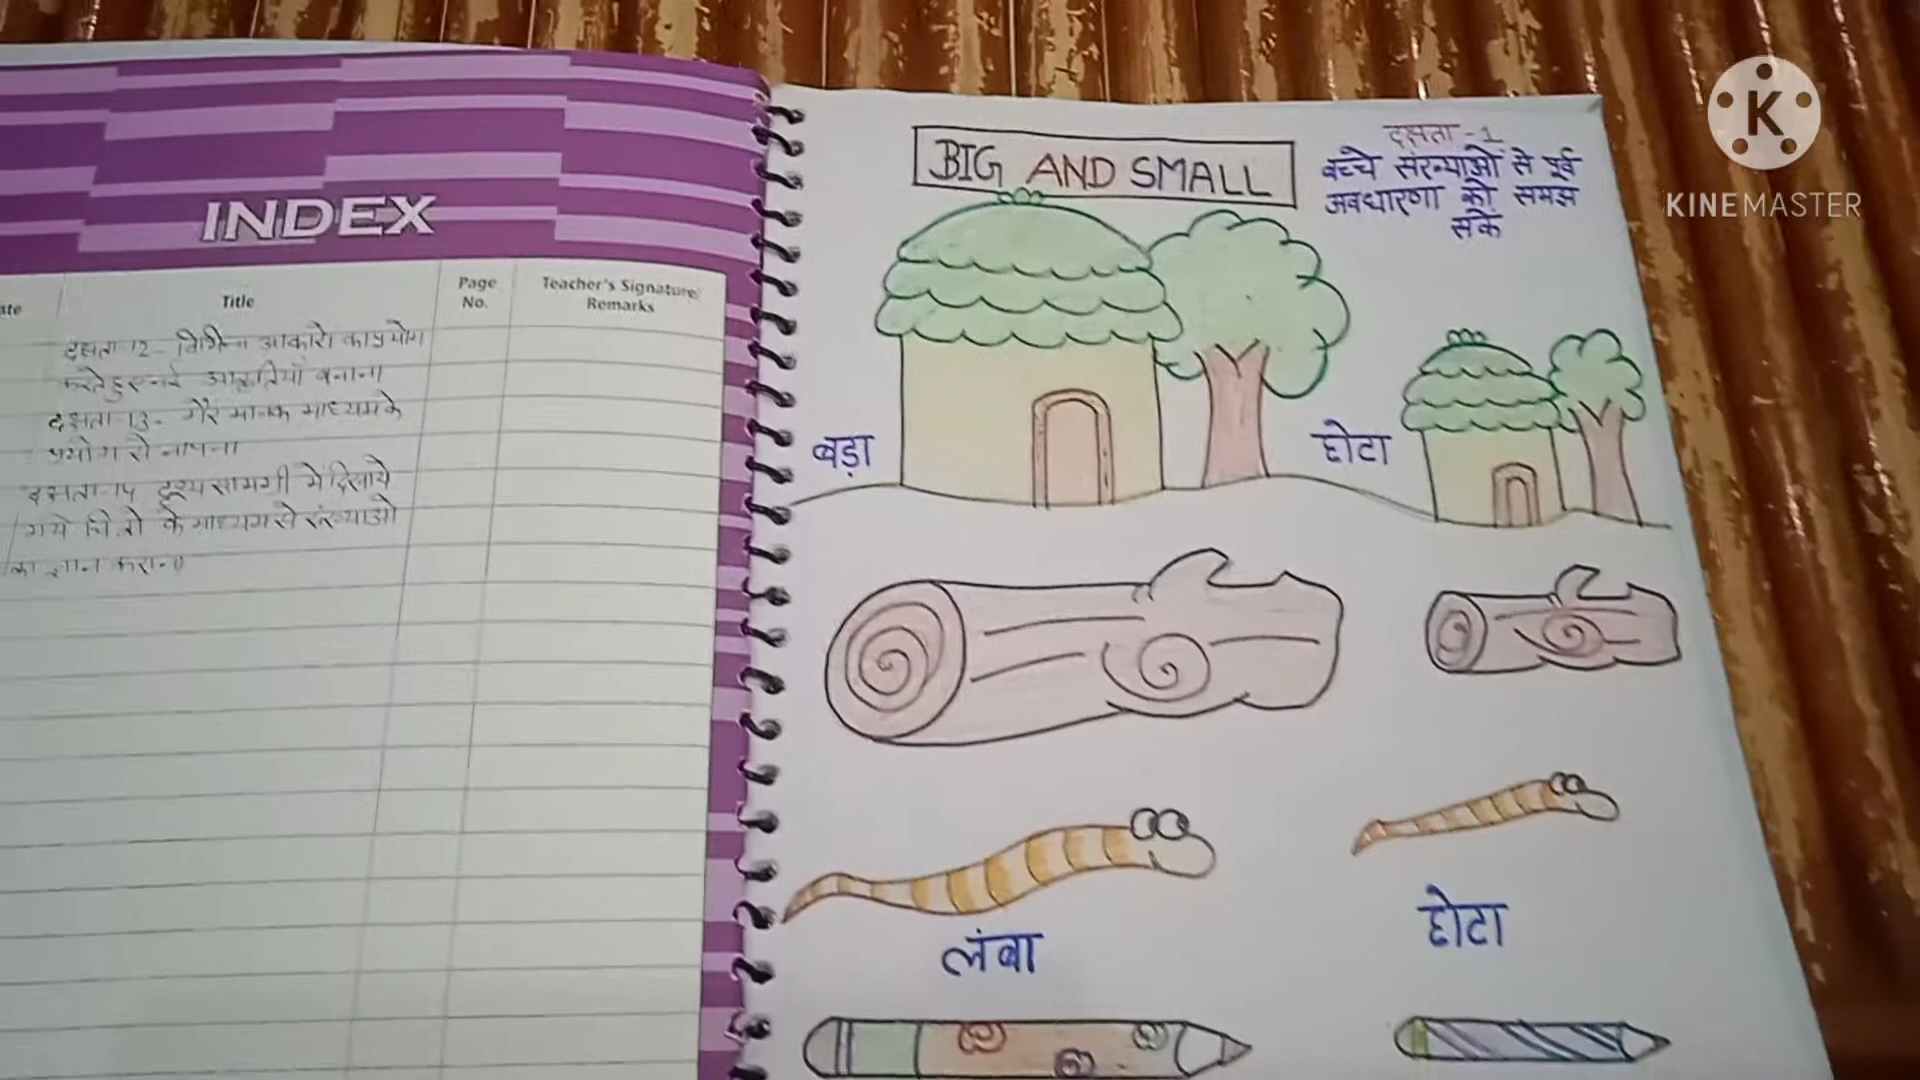 INDEX
ate Title Page No. Teacher's Signature/ Remarks
दक्षता 12 - विभिन्न आकारो का प्रयोग
करते हुए नई आकृतियाँ बनाना
दक्षता 13 - गैर मानक माध्यम के
प्रयोग से नापना
दक्षता-14 दृश्य सामग्री में दिखाये
गये चित्रो के माध्यम से संख्याओ
का ज्ञान कराना
BIG AND SMALL
दक्षता - 1
बच्चे संख्याओ से पूर्व
अवधारणा को समझ
सकें
बड़ा
छोटा
लंबा
छोटा
K
KINEMASTER